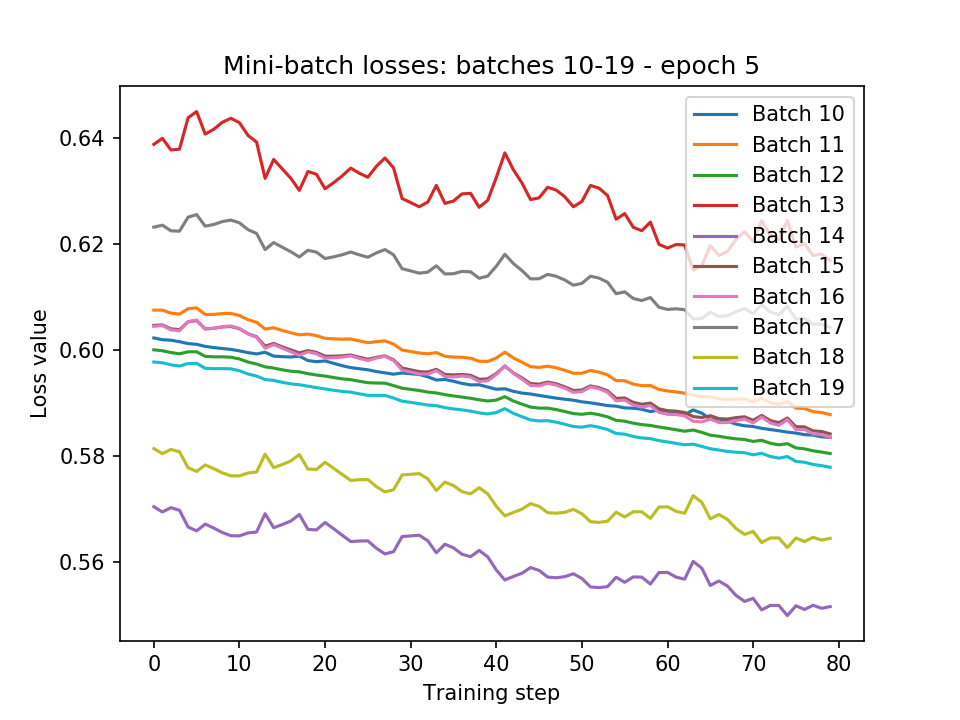 Mini-batch losses: batches 10-19 - epoch 5
Loss value
0.64
0.62
0.60
0.58
0.56
Batch 10
Batch 11
Batch 12
Batch 13
Batch 14
Batch 15
Batch 16
Batch 17
Batch 18
Batch 19
0 10 20 30 40 50 60 70 80
Training step